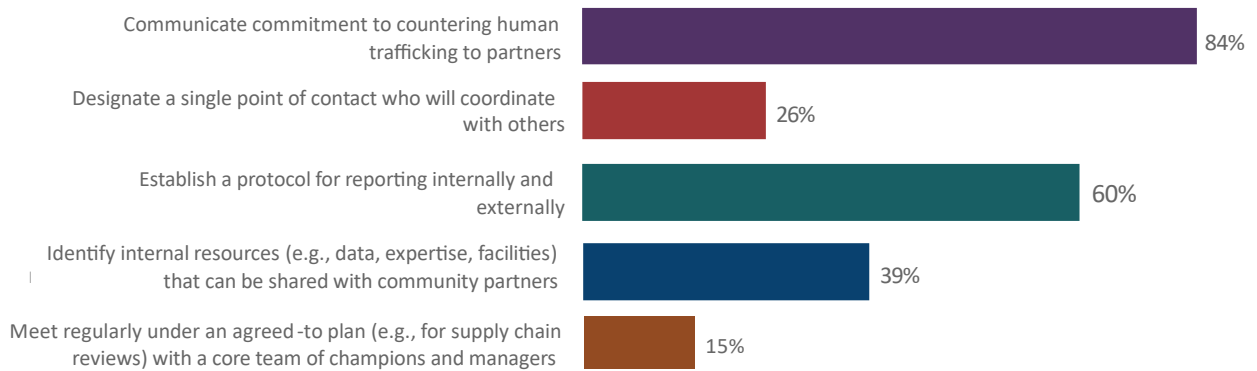 Communicate commitment to countering human
trafficking to partners
84%
Designate a single point of contact who will coordinate
with others
26%
Establish a protocol for reporting internally and
externally
60%
Identify internal resources (e.g., data, expertise, facilities)
that can be shared with community partners
39%
Meet regularly under an agreed-to plan (e.g., for supply chain
reviews) with a core team of champions and managers
15%